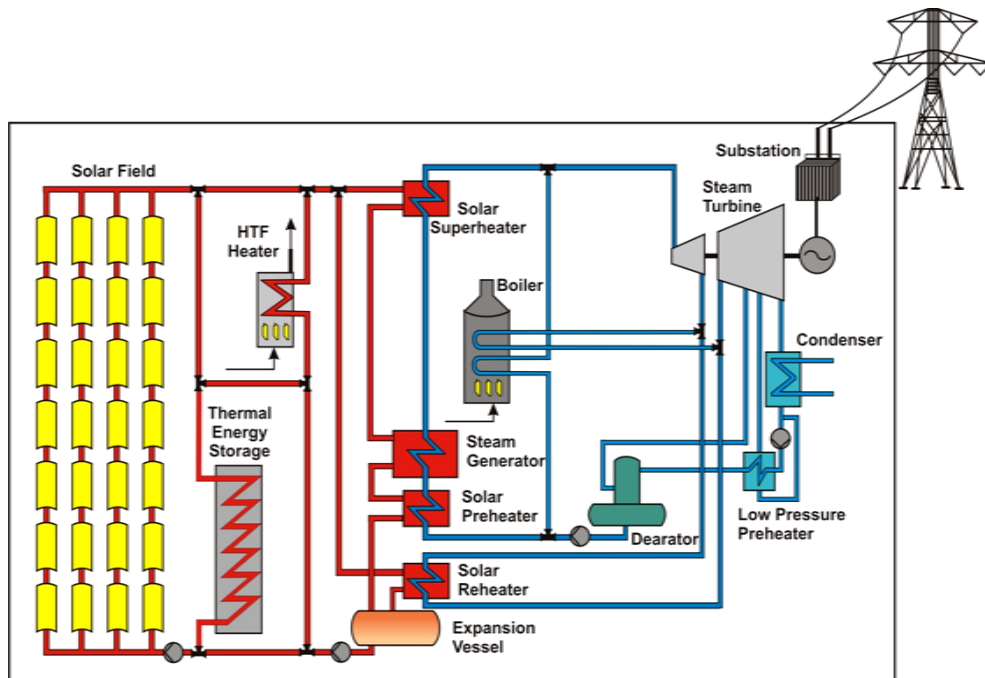 Substation
Solar Field
Steam
Turbine
Solar
Superheater
HTF
Heater
Boiler
Condenser
Thermal
Energy
Storage
Steam
Generator
Solar
Preheater
Low Pressure
Preheater
Dearator
Solar
Reheater
Expansion
Vessel